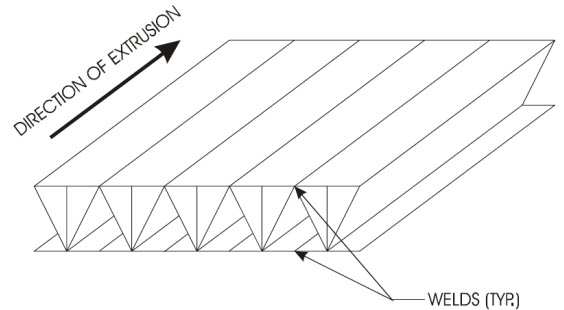 DIRECTION OF EXTRUSION
WELDS (TYP.)